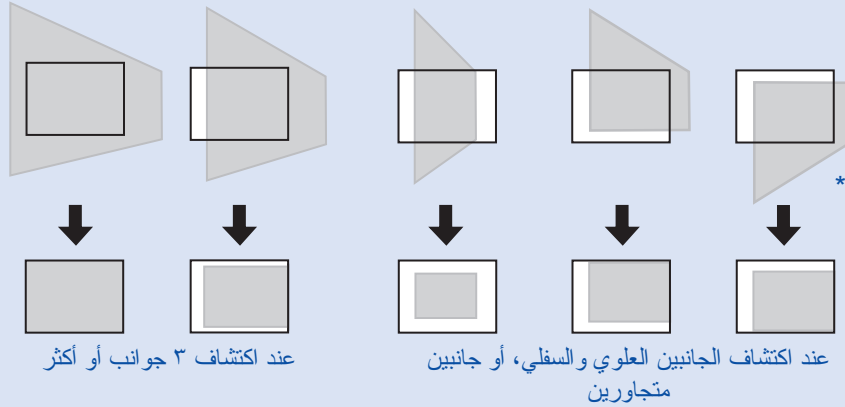 *
عند اكتشاف الجانبين العلوي والسفلي، أو جانبين
متجاورين
عند اكتشاف ٣ جوانب أو أكثر